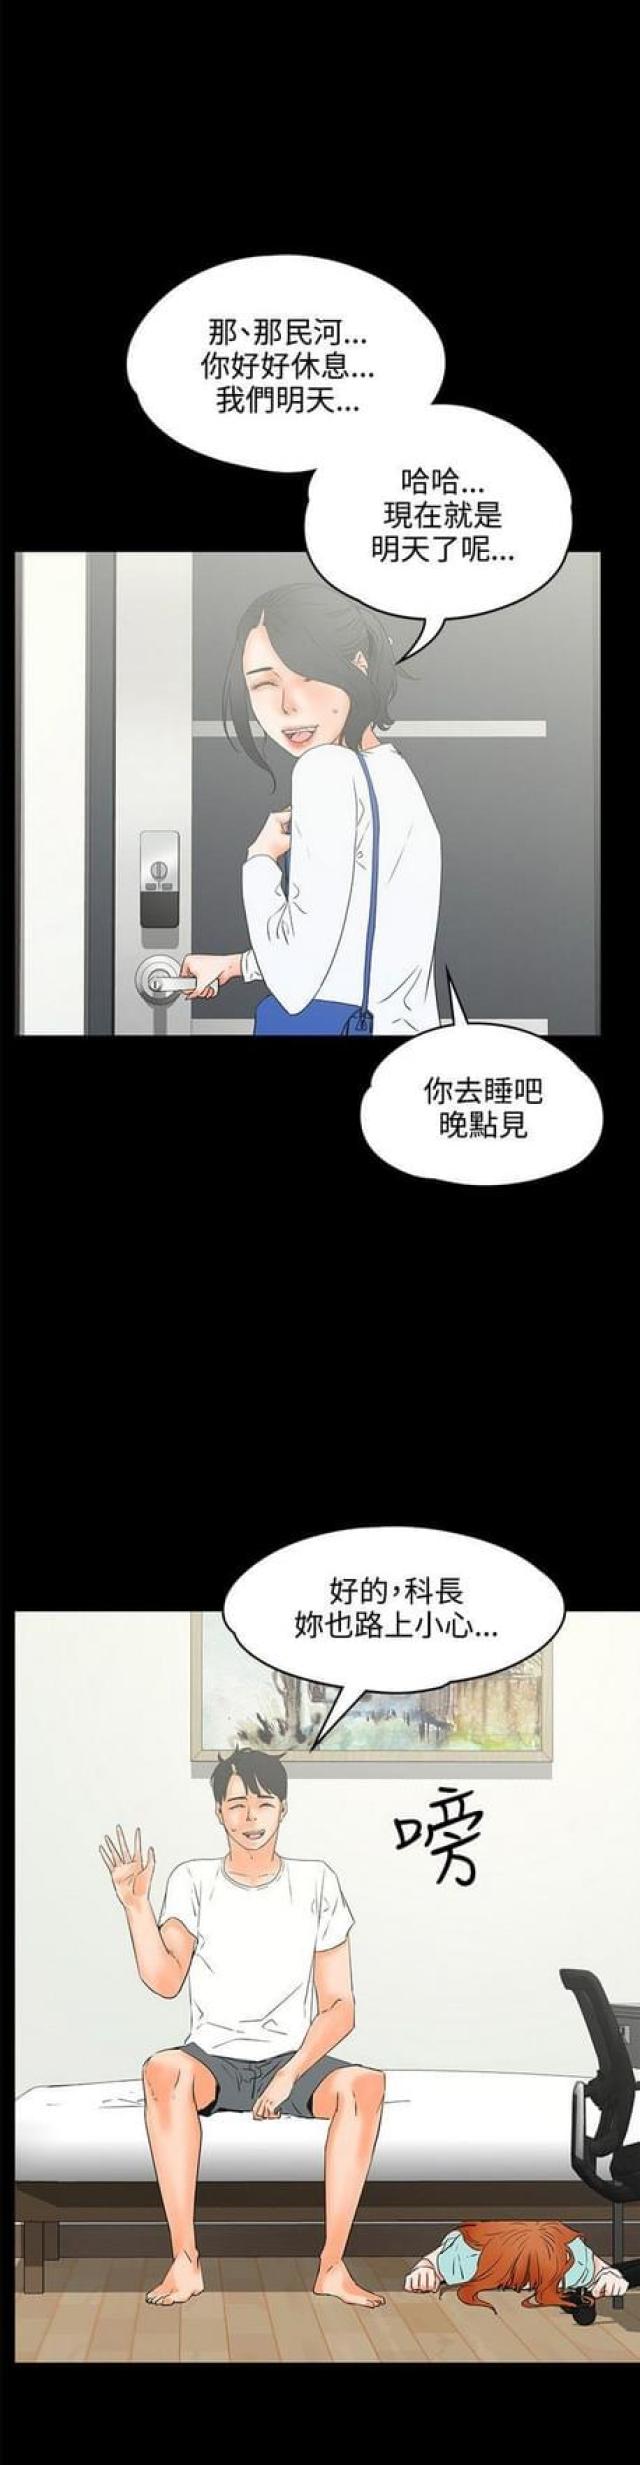 那、那民河...
你好好休息...
我們明天...
哈哈...
現在就是
明天了呢...
你去睡吧
晚點見
好的，科長
妳也路上小心...
嗙